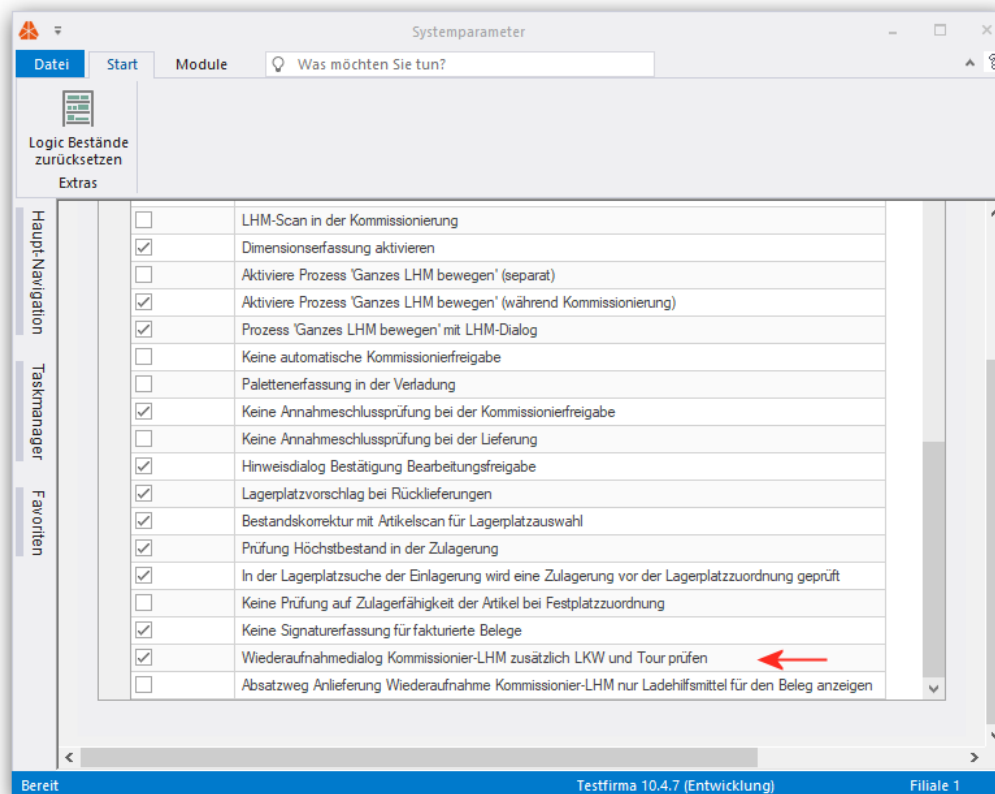 Systemparameter
Datei
Start
Module
Was möchten Sie tun?
Logic Bestände
zurücksetzen
Extras
Haupt-Navigation
Taskmanager
Favoriten
LHM-Scan in der Kommissionierung
Dimensionserfassung aktivieren
Aktiviere Prozess 'Ganzes LHM bewegen' (separat)
Aktiviere Prozess 'Ganzes LHM bewegen' (während Kommissionierung)
Prozess 'Ganzes LHM bewegen' mit LHM-Dialog
Keine automatische Kommissionierfreigabe
Palettenerfassung in der Verladung
Keine Annahmeschlussprüfung bei der Kommissionierfreigabe
Keine Annahmeschlussprüfung bei der Lieferung
Hinweisdialog Bestätigung Bearbeitungsfreigabe
Lagerplatzvorschlag bei Rücklieferungen
Bestandskorrektur mit Artikelscan für Lagerplatzauswahl
Prüfung Höchstbestand in der Zulagerung
In der Lagerplatzsuche der Einlagerung wird eine Zulagerung vor der Lagerplatzzuordnung geprüft
Keine Prüfung auf Zulagerfähigkeit der Artikel bei Festplatzzuordnung
Keine Signaturerfassung für fakturierte Belege
Wiederaufnahmedialog Kommissionier-LHM zusätzlich LKW und Tour prüfen
Absatzweg Anlieferung Wiederaufnahme Kommissionier-LHM nur Ladehilfsmittel für den Beleg anzeigen
Bereit
Testfirma 10.4.7 (Entwicklung)
Filiale 1